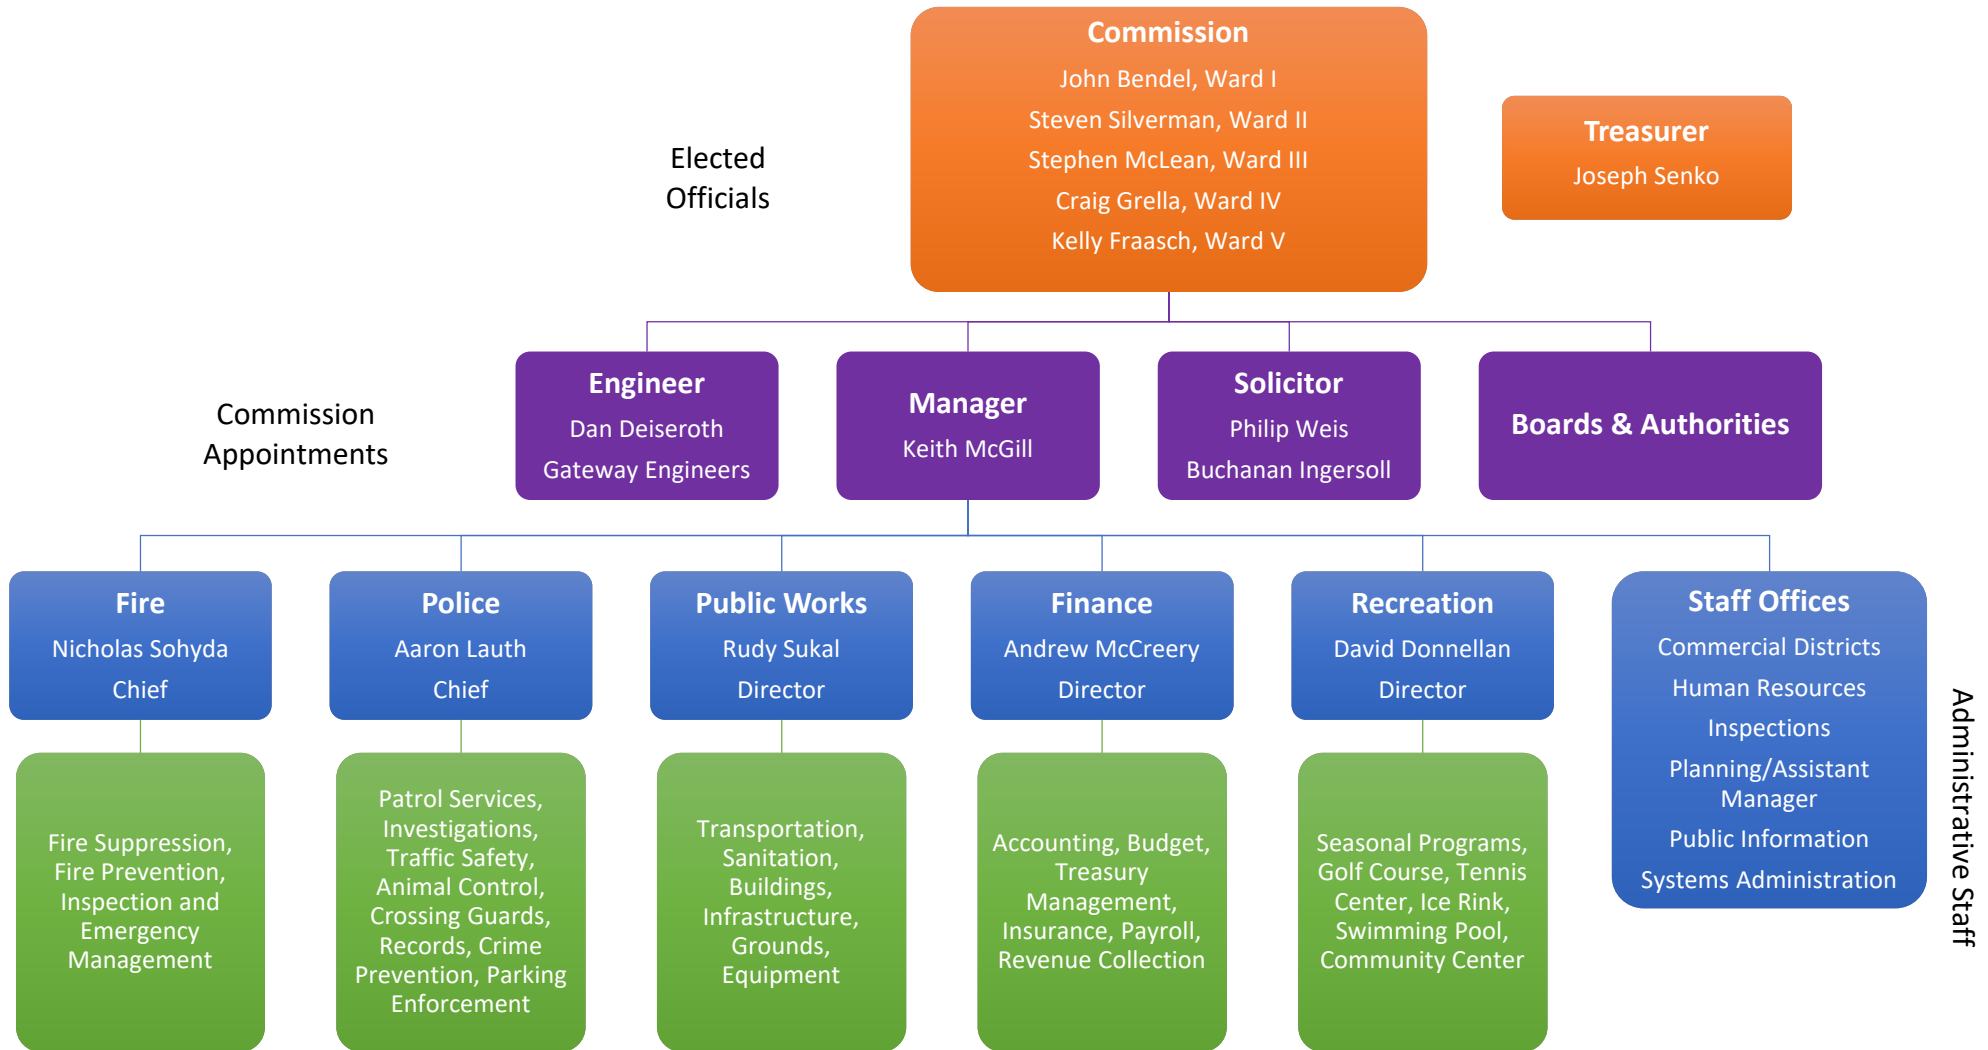 Commission
John Bendel, Ward I
Steven Silverman, Ward II
Stephen McLean, Ward III
Craig Grella, Ward IV
Kelly Fraasch, Ward V
Treasurer
Joseph Senko
Elected
Officials
Commission
Appointments
Engineer
Dan Deiseroth
Gateway Engineers
Manager
Keith McGill
Solicitor
Philip Weis
Buchanan Ingersoll
Boards & Authorities
Fire
Nicholas Sohyda
Chief
Police
Aaron Lauth
Chief
Public Works
Rudy Sukal
Director
Finance
Andrew McCreery
Director
Recreation
David Donnellan
Director
Staff Offices
Commercial Districts
Human Resources
Inspections
Planning/Assistant
Manager
Public Information
Systems Administration
Administrative Staff
Fire Suppression,
Fire Prevention,
Inspection and
Emergency
Management
Patrol Services,
Investigations,
Traffic Safety,
Animal Control,
Crossing Guards,
Records, Crime
Prevention, Parking
Enforcement
Transportation,
Sanitation,
Buildings,
Infrastructure,
Grounds,
Equipment
Accounting, Budget,
Treasury
Management,
Insurance, Payroll,
Revenue Collection
Seasonal Programs,
Golf Course, Tennis
Center, Ice Rink,
Swimming Pool,
Community Center